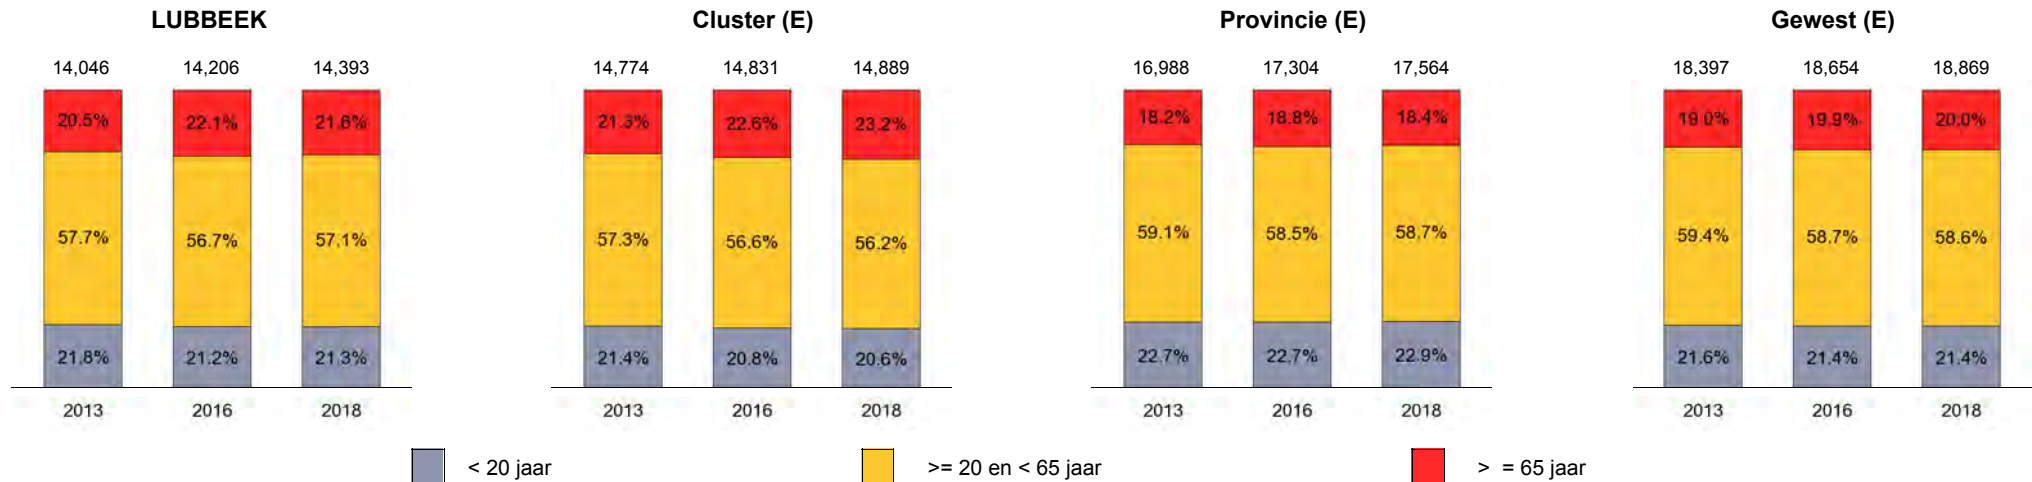 LUBBEEK Cluster (E) Provincie (E) Gewest (E)
14,046 14,206 14,393 14,774 14,831 14,889 16,988 17,304 17,564 18,397 18,654 18,869
20.5% 22.1% 21.6% 21.3% 22.6% 23.2% 18.2% 18.8% 18.4% 19.0% 19.9% 20.0%
57.7% 56.7% 57.1% 57.3% 56.6% 56.2% 59.1% 58.5% 58.7% 59.4% 58.7% 58.6%
21.8% 21.2% 21.3% 21.4% 20.8% 20.6% 22.7% 22.7% 22.9% 21.6% 21.4% 21.4%
2013 2016 2018 2013 2016 2018 2013 2016 2018 2013 2016 2018
< 20 jaar >= 20 en < 65 jaar > = 65 jaar